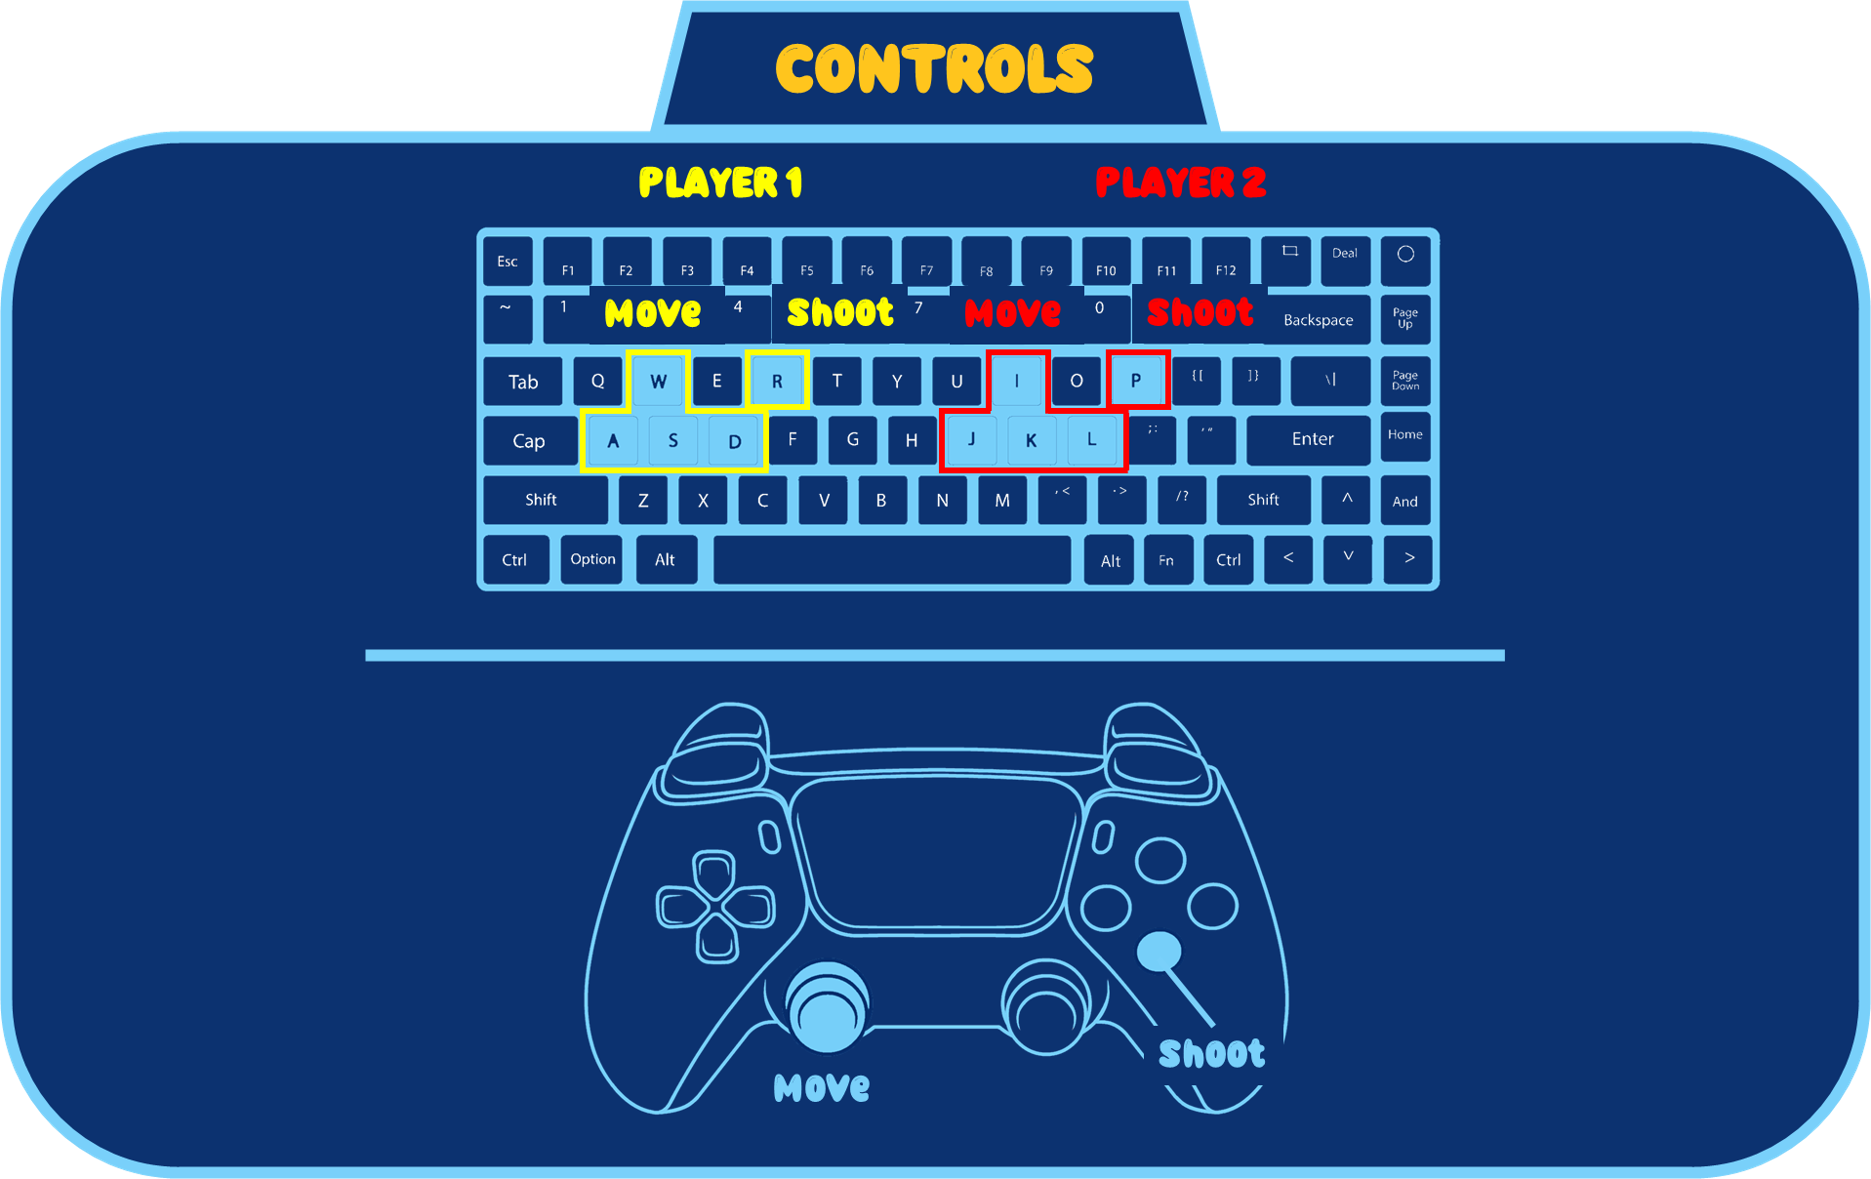 CONTROLS
PLAYER 1 PLAYER 2
Esc F1 F2 F3 F4 F5 F6 F7 F8 F9 F10 F11 F12 Deal
~ 1 Move 4 Shoot 7 Move 0 Shoot Backspace Page Up
Tab Q W E R T Y U I O P {[ ]} \| Page Down
Cap A S D F G H J K L ;: ‘ “ Enter Home
Shift Z X C V B N M , < . > /? Shift ^ And
Ctrl Option Alt Alt Fn Ctrl < v >
Shoot
Move